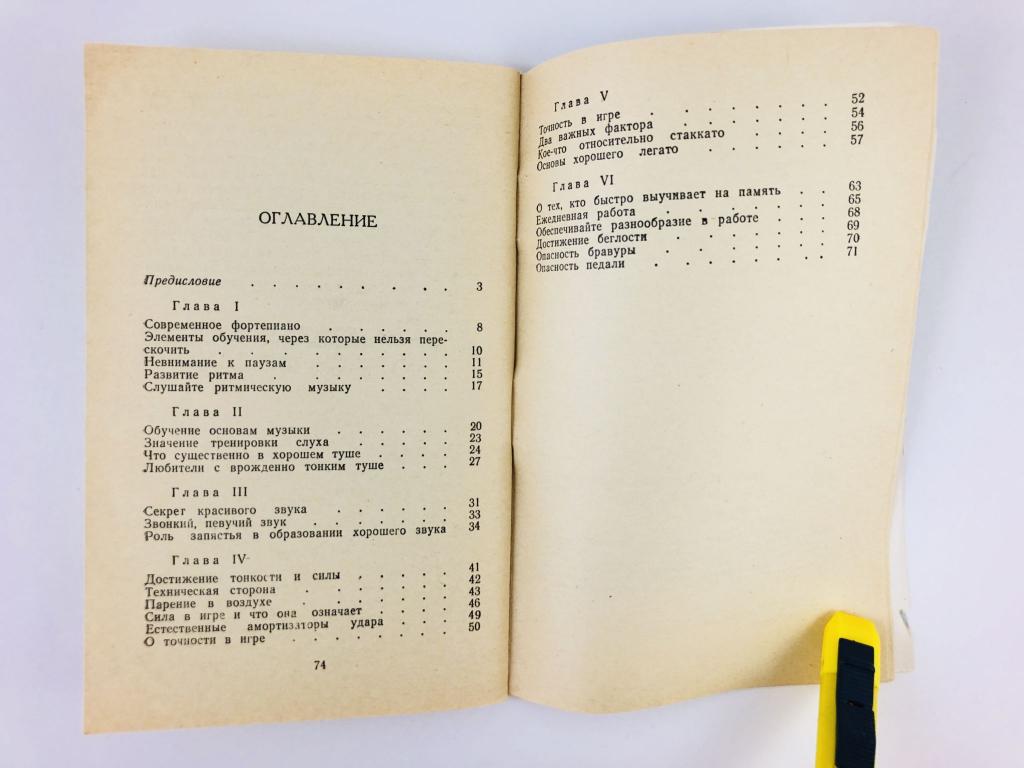 ОГЛАВЛЕНИЕ
Предисловие . . . . . . . . . 3
Глава I
Современное фортепиано . . . . . . 8
Элементы обучения, через которые нельзя пере-
скочить . . . . . . . . . 10
Невнимание к паузам . . . . . . 11
Развитие ритма . . . . . . . 15
Слушайте ритмическую музыку . . . . 17
Глава II
Обучение основам музыки . . . . . 20
Значение тренировки слуха . . . . 23
Что существенно в хорошем туше . . . . 24
Любители с врожденно тонким туше . . . 27
Глава III
Секрет красивого звука . . . . . 31
Звонкий, певучий звук . . . . . . 33
Роль запястья в образовании хорошего звука 34
Глава IV
Достижение тонкости и силы . . . . . 41
Техническая сторона . . . . . . 42
Парение в воздухе . . . . . . 43
Сила в игре и что она означает . . . . 46
Естественные амортизаторы удара . . . 49
О точности в игре . . . . . . . 50
74
Глава V
Точность в игре . . . . . . . 52
Два важных фактора . . . . . . 54
Кое-что относительно стаккато . . . . 56
Основы хорошего легато . . . . . 57
Глава VI
О тех, кто быстро выучивает на память . . 63
Ежедневная работа . . . . . . . 65
Обеспечивайте разнообразие в работе . . . 68
Достижение беглости . . . . . . 69
Опасность бравуры . . . . . . . 70
Опасность педали . . . . . . . 71